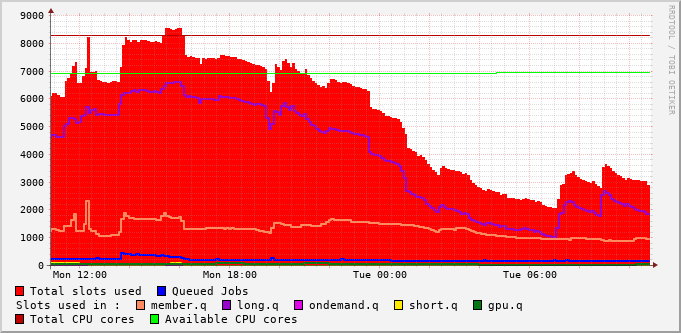 9000
8000
7000
6000
5000
4000
3000
2000
1000
0
Mon 12:00 Mon 18:00 Tue 00:00 Tue 06:00
RRDTOOL / TOBI OETIKER
Total slots used Queued Jobs
Slots used in : member.q long.q ondemand.q short.q gpu.q
Total CPU cores Available CPU cores